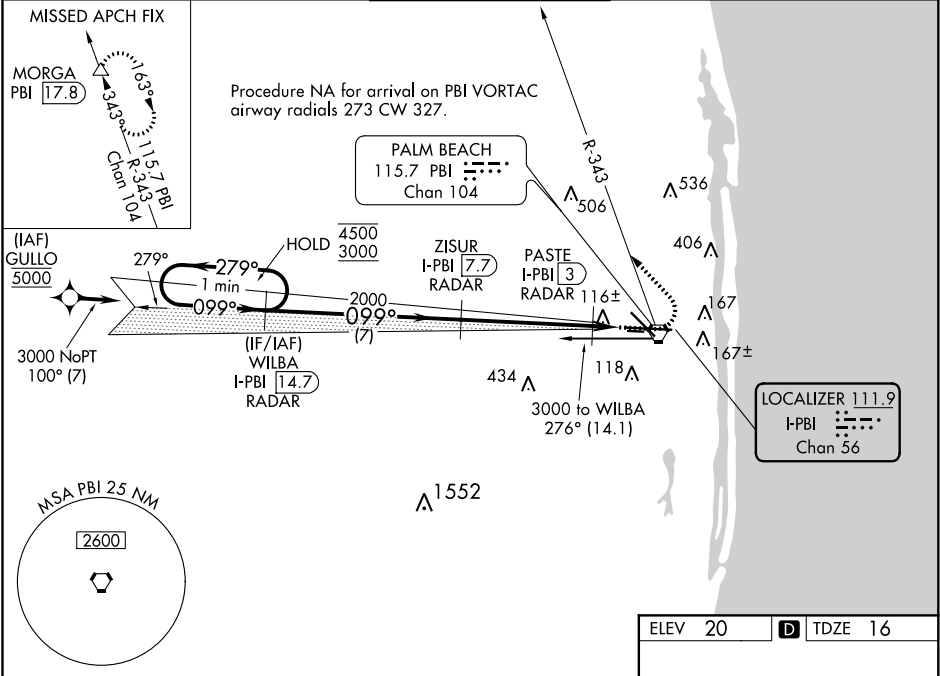 MISSED APCH FIX
MORGA
PBI 17.8
343°
163°
115.7 PBI
R-343
Chan 104
Procedure NA for arrival on PBI VORTAC
airway radials 273 CW 327.
PALM BEACH
115.7 PBI
Chan 104
R-343
506
536
406
167
167±
(IAF)
GULLO
5000
3000 NoPT
100° (7)
279°
279°
1 min
099°
HOLD
4500
3000
2000
099°
(7)
(IF/IAF)
WILBA
I-PBI 14.7
RADAR
ZISUR
I-PBI 7.7
RADAR
PASTE
I-PBI 3
RADAR
116±
118
434
3000 to WILBA
276° (14.1)
LOCALIZER 111.9
I-PBI
Chan 56
1552
MSA PBI 25 NM
2600
ELEV 20 D TDZE 16